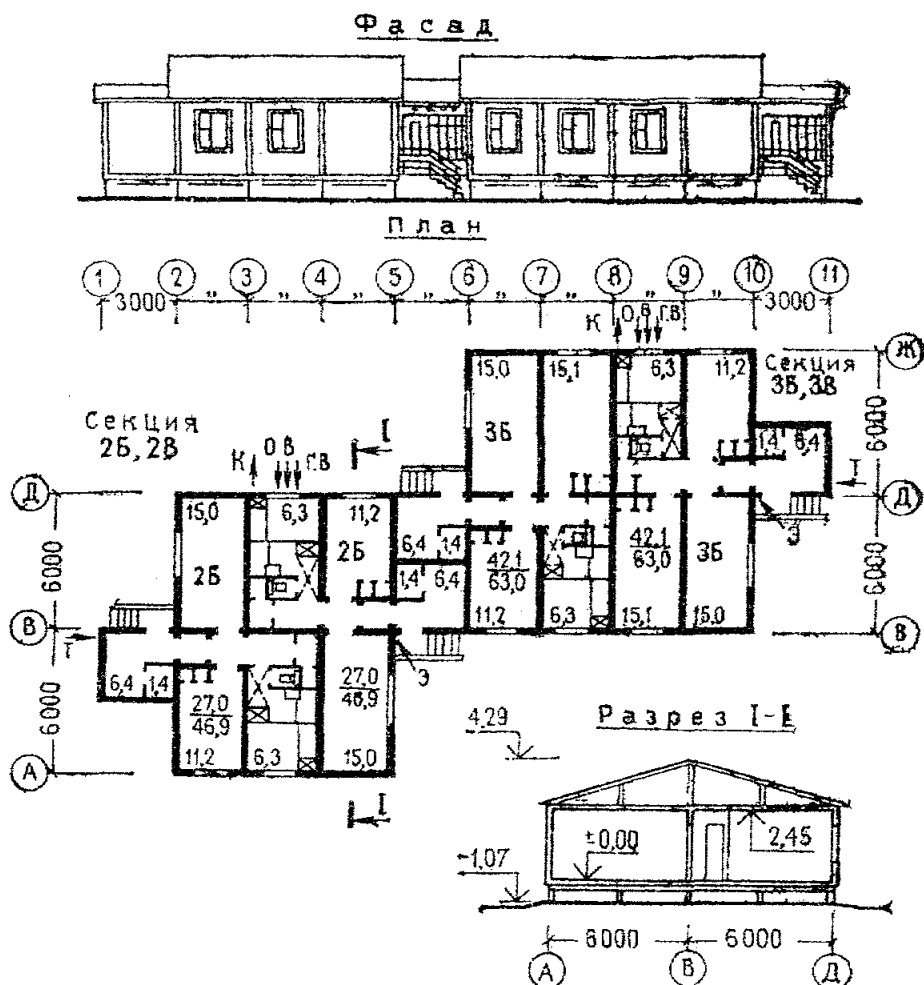 Фасад
План
1 2 3 4 5 6 7 8 9 10 11
3000 „ „ „ „ „ „ „ „ 3000
К О.В Г.В
Ж
15,0 15,1 6,3 11,2
Секция
3Б, 3В
3Б
1,4 6,4
6000
Секция
2Б, 2В
I
К О В Г.В
I
Д
Д
15,0 6,3 11,2
Э
2Б 2Б
6,4 1,4
42,1
63,0
42,1
63,0
3Б
1,4 6,4
6000
6000
11,2 6,3 15,1 15,0
В
В
I
Э
6,4 1,4
27,0
46,9
27,0
46,9
6000
11,2 6,3 15,0
А
I
Разрез I-I
4,29
±0,00
2,45
-1,07
6000 6000
А В Д